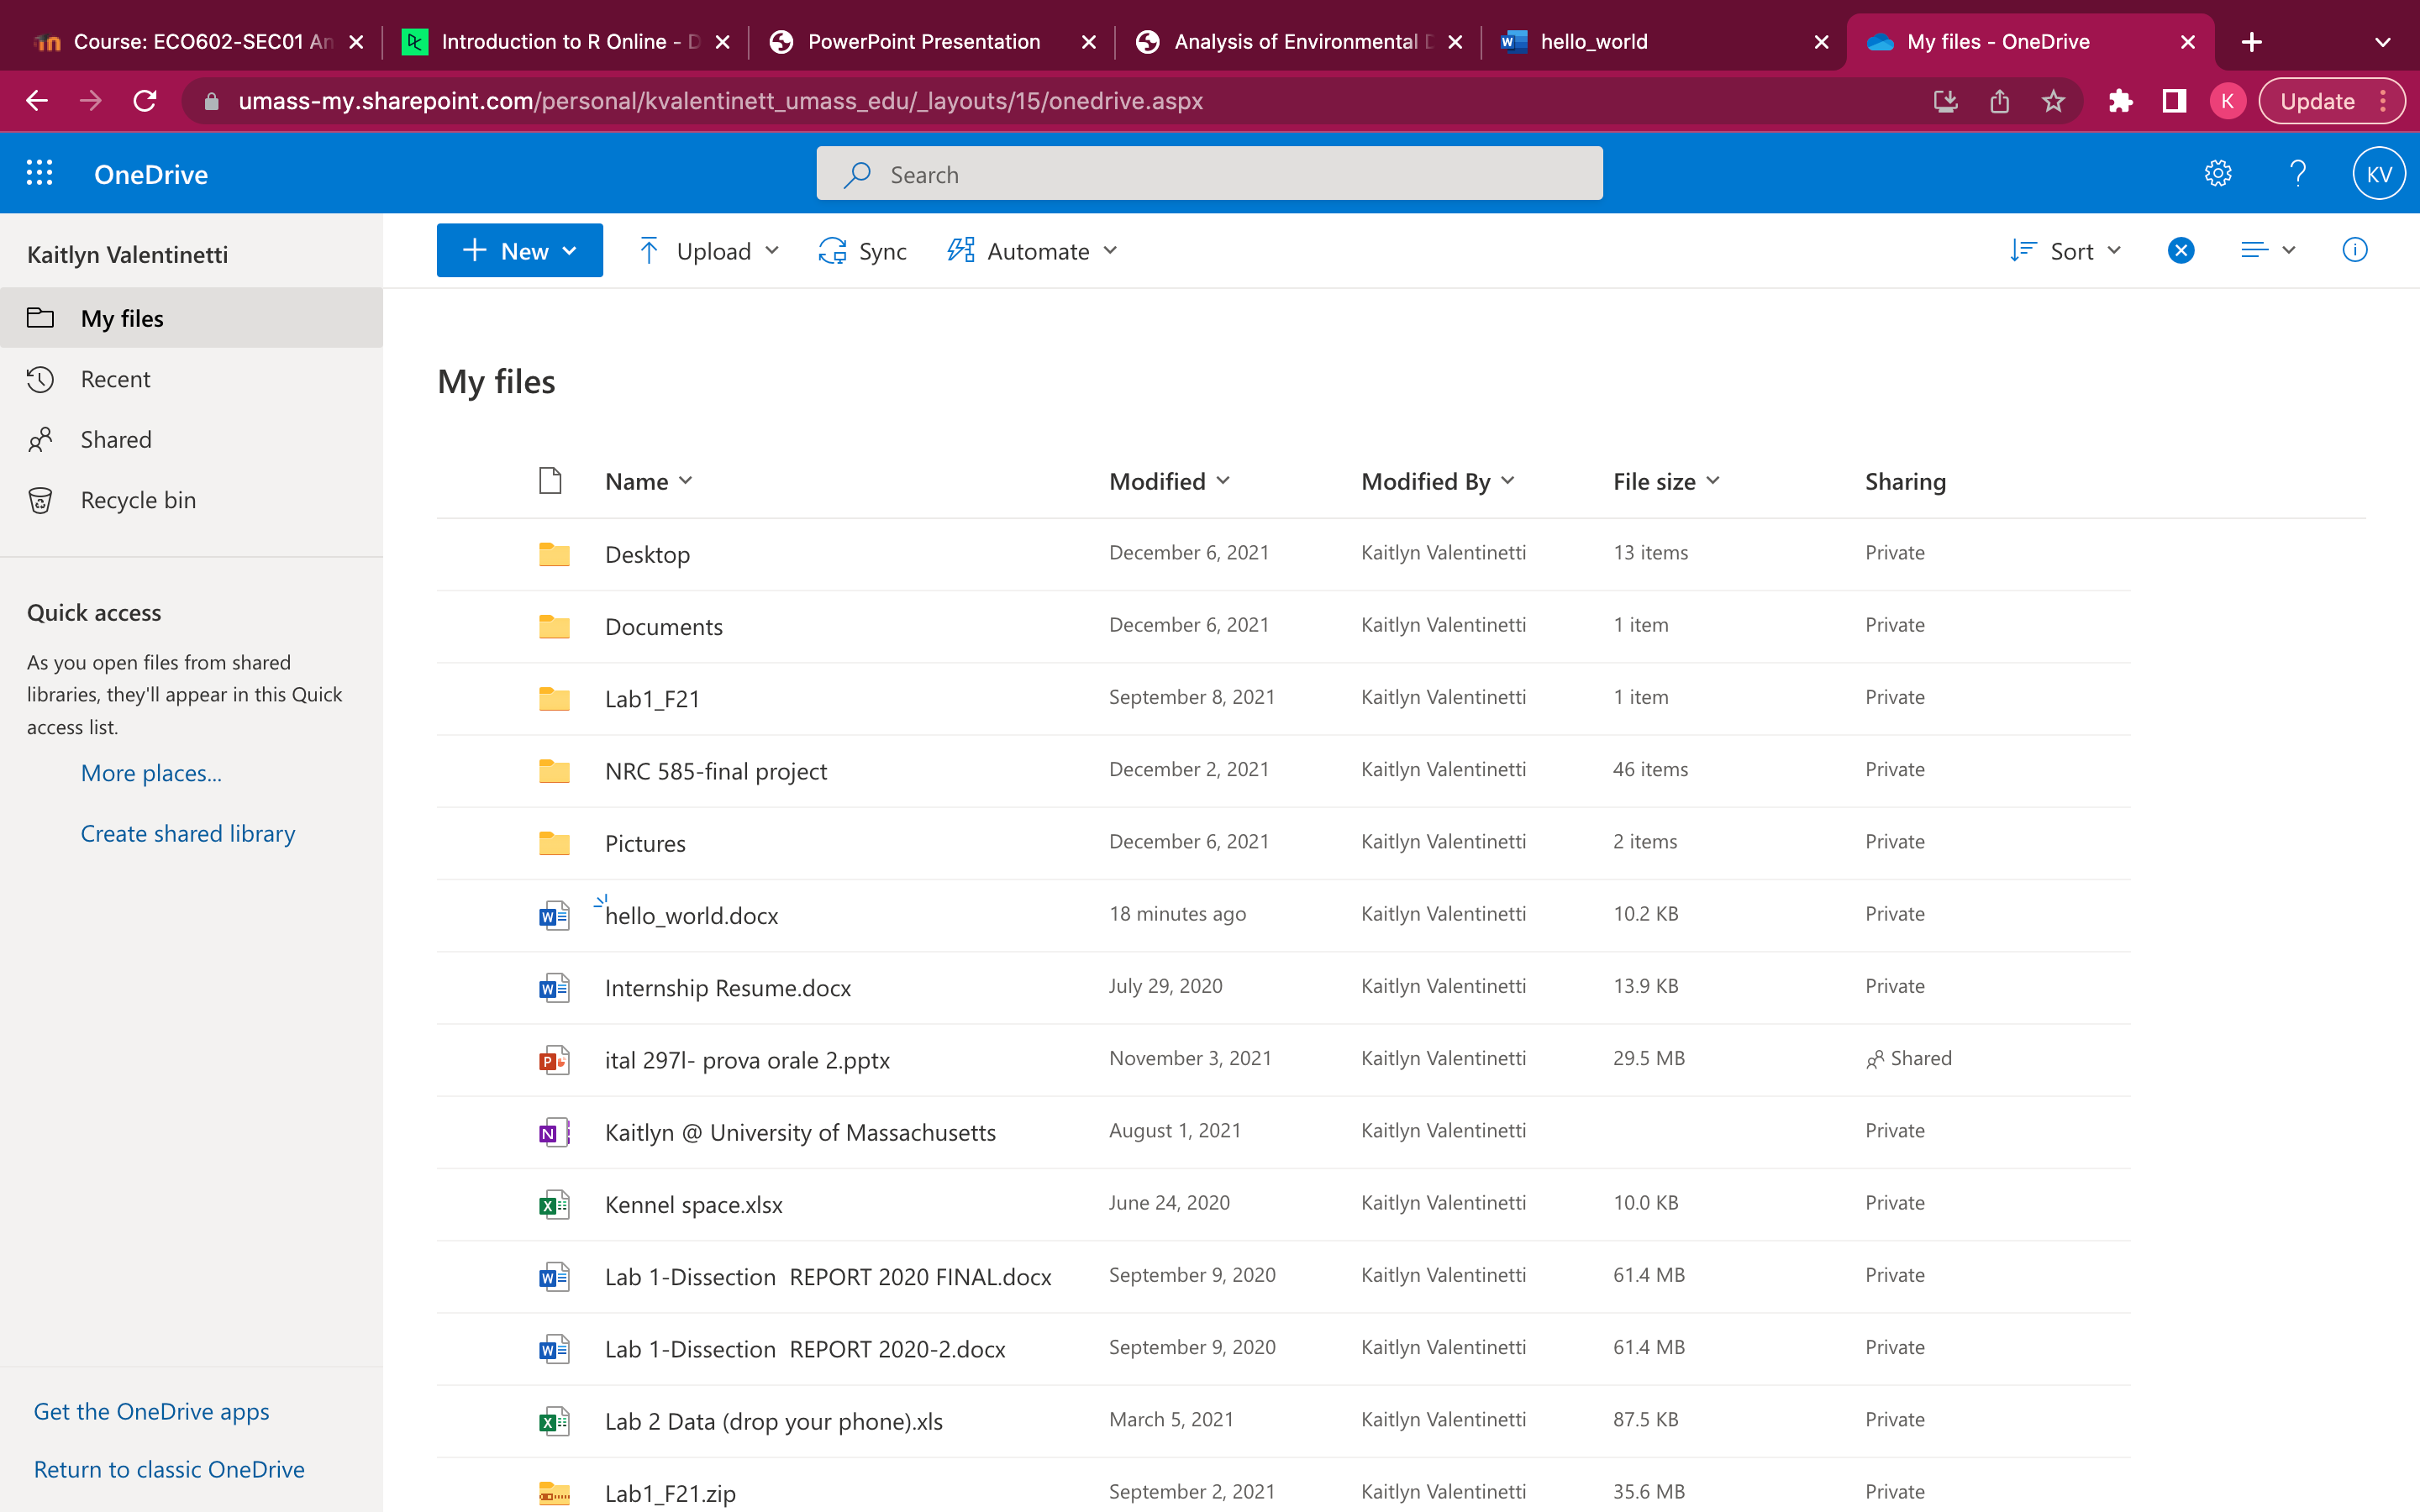 Course: ECO602-SEC01 An
Introduction to R Online - D
PowerPoint Presentation
Analysis of Environmental D
hello_world
My files - OneDrive
umass-my.sharepoint.com/personal/kvalentinett_umass_edu/_layouts/15/onedrive.aspx
K
Update
OneDrive
Search
KV
Kaitlyn Valentinetti
My files
Recent
Shared
Recycle bin
Quick access
As you open files from shared
libraries, they'll appear in this Quick
access list.
More places...
Create shared library
Get the OneDrive apps
Return to classic OneDrive
New
Upload
Sync
Automate
Sort
My files
Name Modified Modified By File size Sharing
Desktop December 6, 2021 Kaitlyn Valentinetti 13 items Private
Documents December 6, 2021 Kaitlyn Valentinetti 1 item Private
Lab1_F21 September 8, 2021 Kaitlyn Valentinetti 1 item Private
NRC 585-final project December 2, 2021 Kaitlyn Valentinetti 46 items Private
Pictures December 6, 2021 Kaitlyn Valentinetti 2 items Private
hello_world.docx 18 minutes ago Kaitlyn Valentinetti 10.2 KB Private
Internship Resume.docx July 29, 2020 Kaitlyn Valentinetti 13.9 KB Private
ital 297l- prova orale 2.pptx November 3, 2021 Kaitlyn Valentinetti 29.5 MB Shared
Kaitlyn @ University of Massachusetts August 1, 2021 Kaitlyn Valentinetti Private
Kennel space.xlsx June 24, 2020 Kaitlyn Valentinetti 10.0 KB Private
Lab 1-Dissection  REPORT 2020 FINAL.docx September 9, 2020 Kaitlyn Valentinetti 61.4 MB Private
Lab 1-Dissection  REPORT 2020-2.docx September 9, 2020 Kaitlyn Valentinetti 61.4 MB Private
Lab 2 Data (drop your phone).xls March 5, 2021 Kaitlyn Valentinetti 87.5 KB Private
Lab1_F21.zip September 2, 2021 Kaitlyn Valentinetti 35.6 MB Private